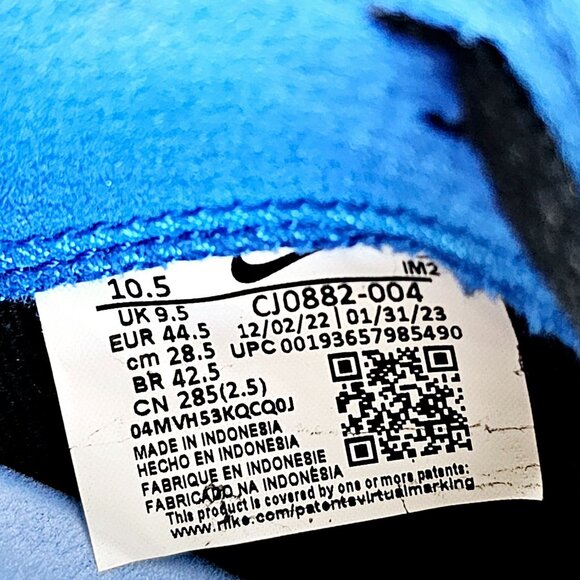 10.5 IM2
UK 9.5 CJ0882-004
EUR 44.5 12/02/22 | 01/31/23
cm 28.5 UPC 00193657985490
BR 42.5
CN 285(2.5)
04MVH53KQCQ0J
MADE IN INDONESIA
HECHO EN INDONESIA
FABRIQUE EN INDONESIE
FABRICADO NA INDONÉSIA
This product is covered by one or more patents:
www.nike.com/patentsvirtualmarking